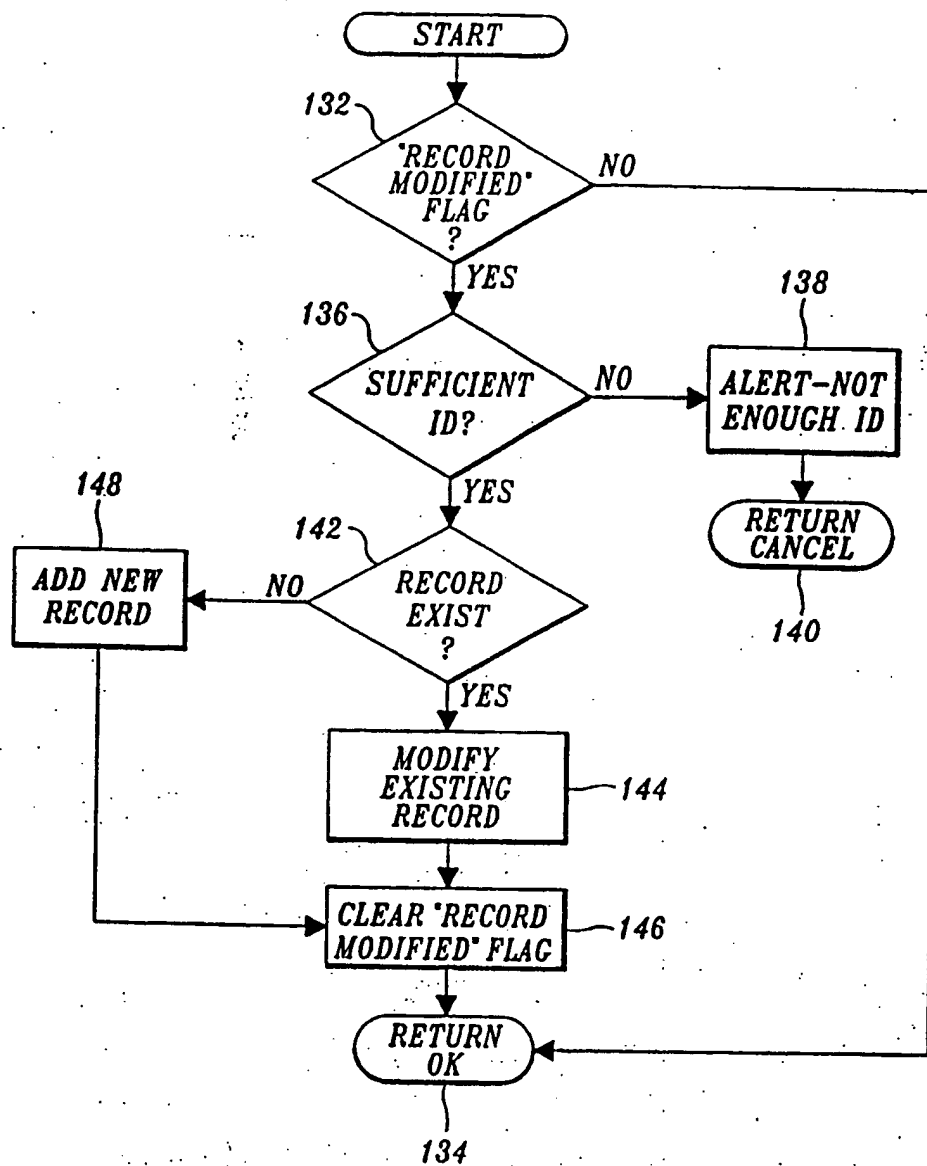 START
132
"RECORD
MODIFIED"
FLAG
?
NO
YES
136
SUFFICIENT
ID?
NO
138
ALERT-NOT
ENOUGH ID
YES
RETURN
CANCEL
140
148
ADD NEW
RECORD
142
NO
RECORD
EXIST
?
YES
MODIFY
EXISTING
RECORD
144
CLEAR "RECORD
MODIFIED" FLAG
146
RETURN
OK
134